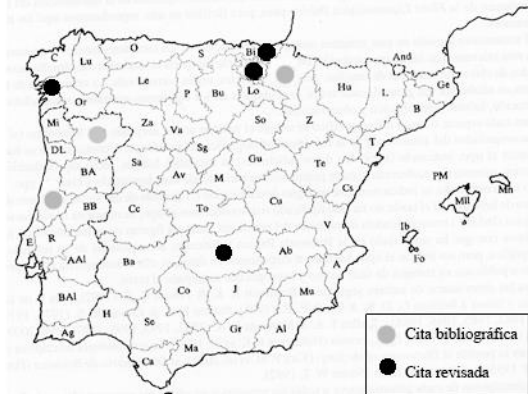 O S Bi
C Lu And
Le Hu L Ge
P Bu Lo
Or B
Mi Za Va So Z T
DL Sg
BA Sa Av M Gu Te PM Mn
Cs Mll
BB Cc To Cu
V Ib
E R Fo
AAl Ba Ab A
BAl Co J Mu
H Se Gr Al
Ag Ma
Ca
Cita bibliográfica
Cita revisada